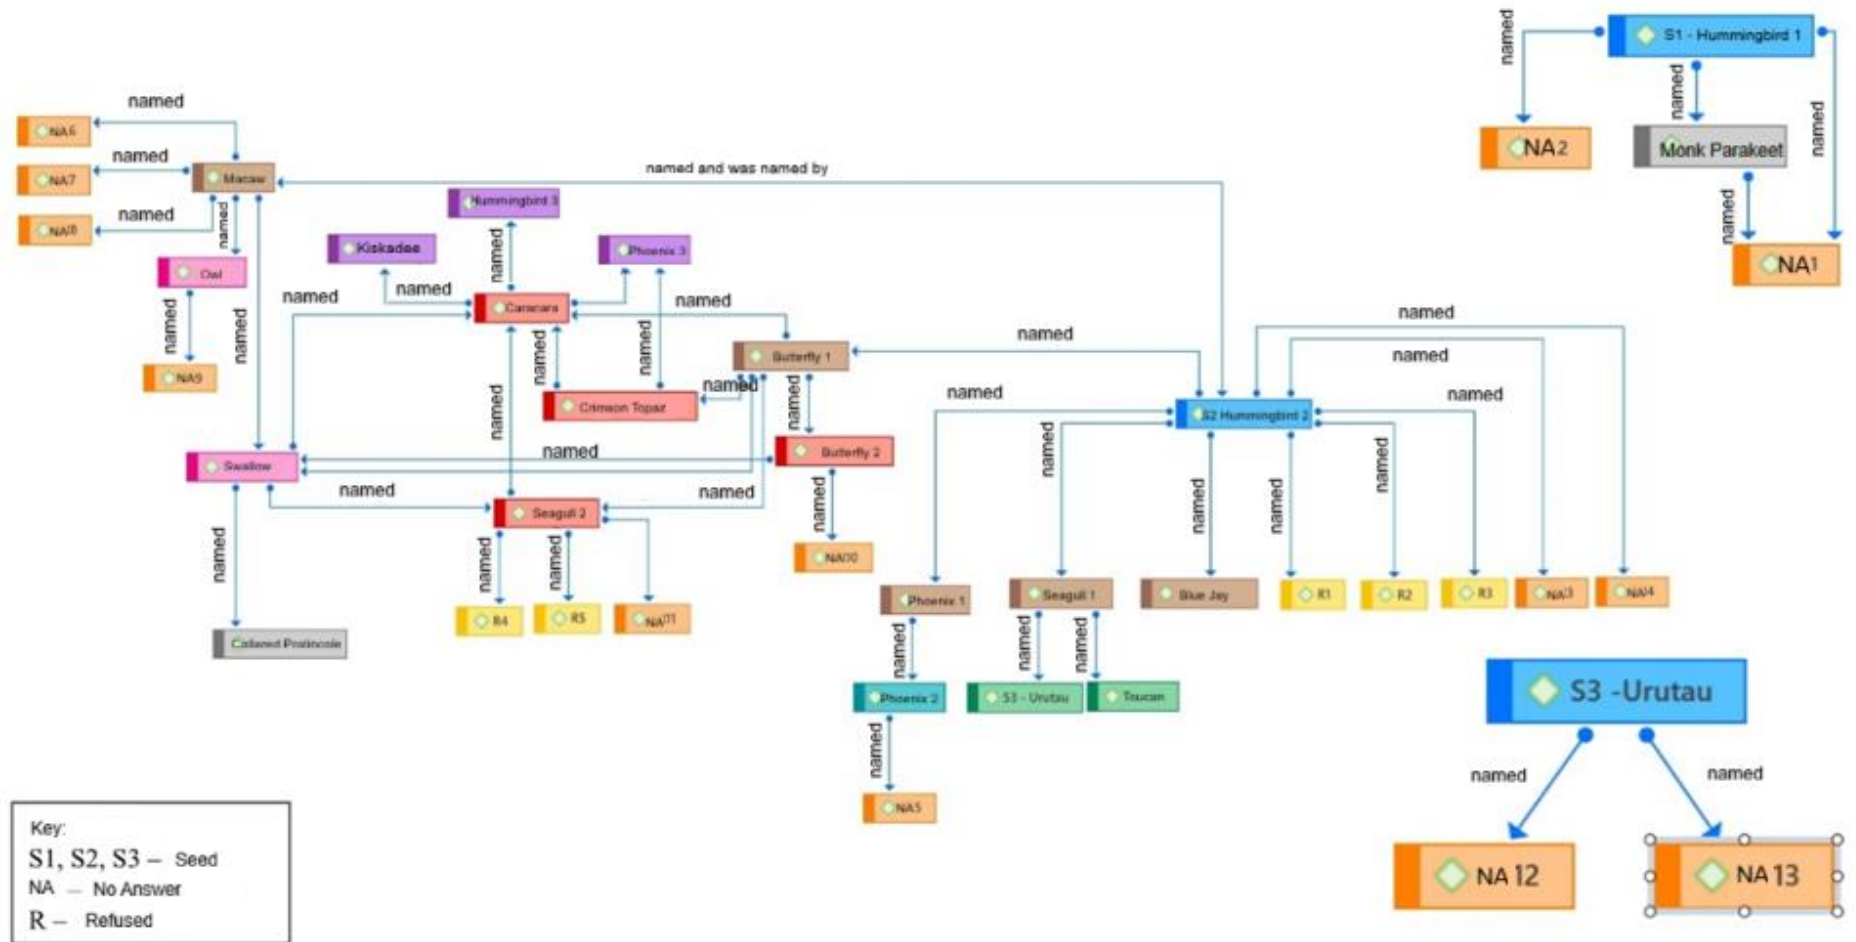 named
S1 - Hummingbird 1
named
named
named
NA6
NA2
Monk Parakeet
named
NA7
Macaw
named and was named by
named
NA8
named
Hummingbird 3
named
NA1
Kiskadee
Phoenix 3
named
Owl
named
named
named
named
Caracara
named
named
named
named
named
named
named
NA9
Butterfly 1
named
named
named
named
Crimson Topaz
named
S2 Hummingbird 2
named
named
named
Butterfly 2
named
Swallow
named
named
named
named
named
named
Seagull 2
named
named
named
named
NA10
Phoenix 1
Seagull 1
Blue Jay
R1
R2
R3
NA13
NA14
R4
R5
NA11
Collared Pratincole
named
named
named
Phoenix 2
S3 - Urutau
Toucan
S3 -Urutau
named
named
named
NA5
Key:
S1, S2, S3 – Seed
NA – No Answer
R – Refused
NA 12
NA 13